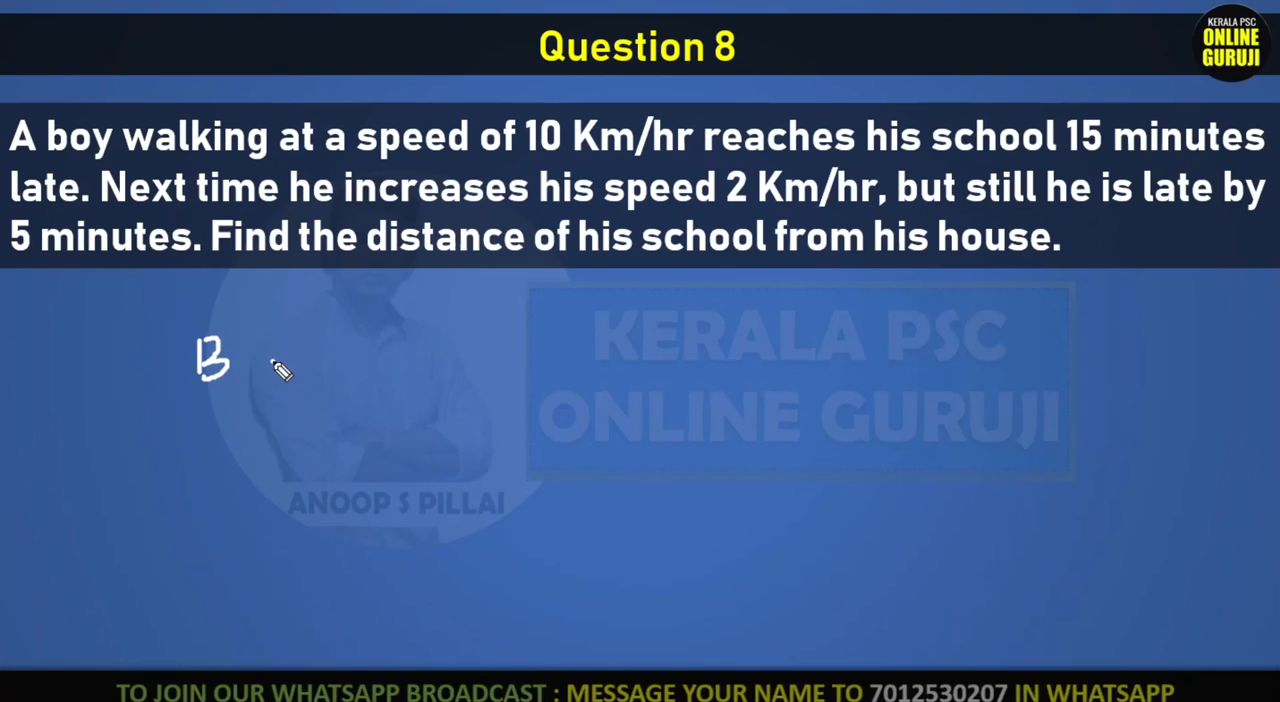 Question 8
KERALA PSC
ONLINE
GURUJI
A boy walking at a speed of 10 Km/hr reaches his school 15 minutes
late. Next time he increases his speed 2 Km/hr, but still he is late by
5 minutes. Find the distance of his school from his house.
B
KERALA PSC
ONLINE GURUJI
ANOOP S PILLAI
TO JOIN OUR WHATSAPP BROADCAST : MESSAGE YOUR NAME TO 7012530207 IN WHATSAPP